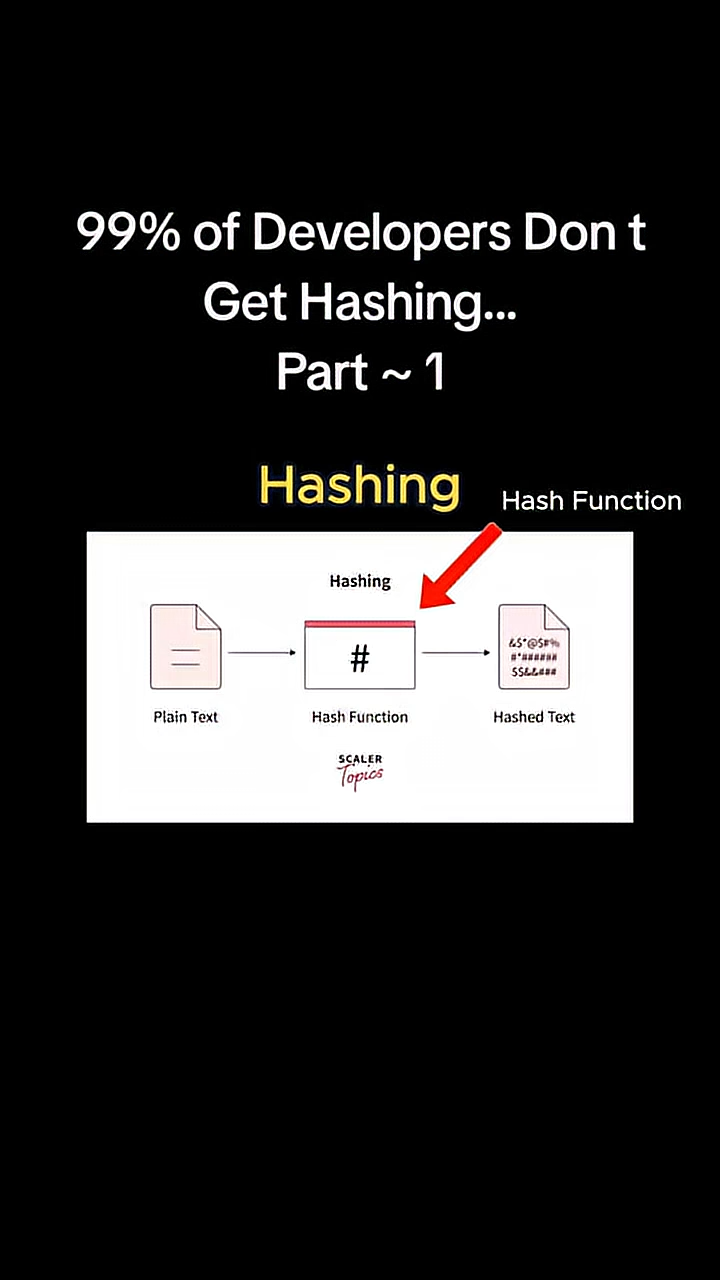 99% of Developers Don t
Get Hashing...
Part ~ 1
Hashing
Hash Function
Hashing
#
&$*@$#%
#*######
$$&&###
Plain Text
Hash Function
Hashed Text
SCALER
Topics